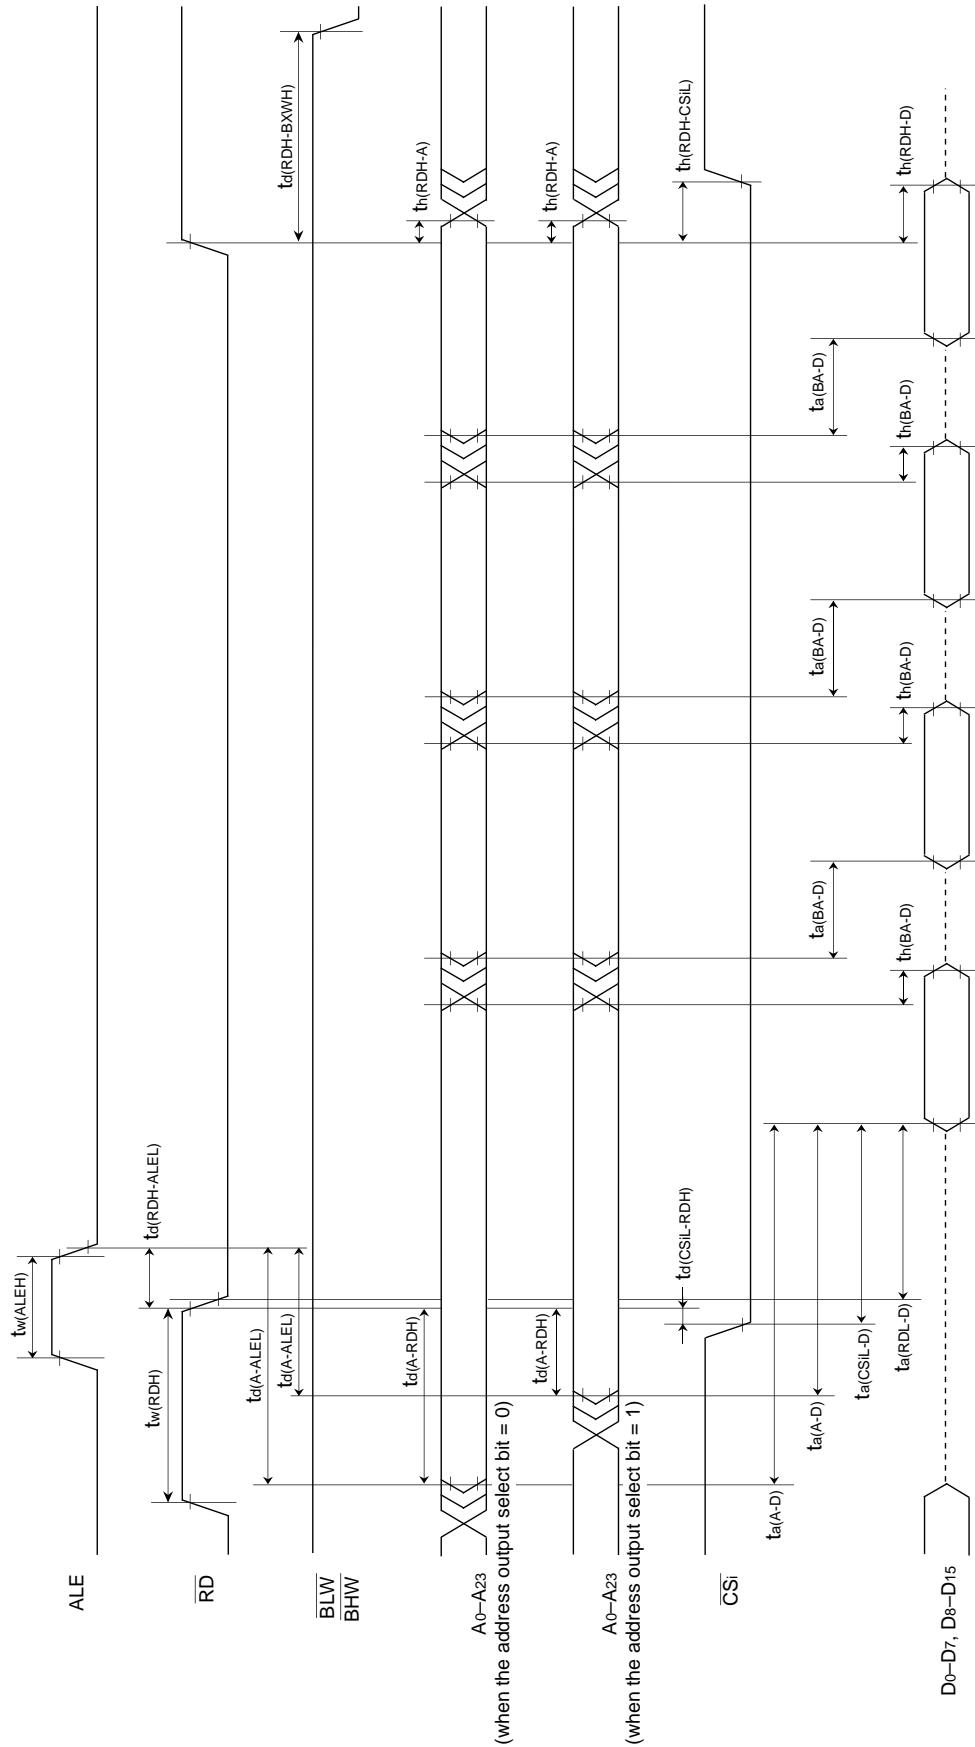 ALE
tw(ALEH)
RD
tw(RDH)
td(RDH-ALEL)
BLW
BHW
td(A-ALEL)
td(A-ALEL)
td(RDH-BXWH)
A0–A23
(when the address output select bit = 0)
td(A-RDH)
th(RDH-A)
A0–A23
(when the address output select bit = 1)
td(A-RDH)
th(RDH-A)
CSi
td(CSiL-RDH)
th(RDH-CSiL)
ta(A-D)
ta(A-D)
ta(CSiL-D)
ta(RDL-D)
ta(BA-D)
ta(BA-D)
ta(BA-D)
th(BA-D)
th(BA-D)
th(BA-D)
th(RDH-D)
D0–D7, D8–D15